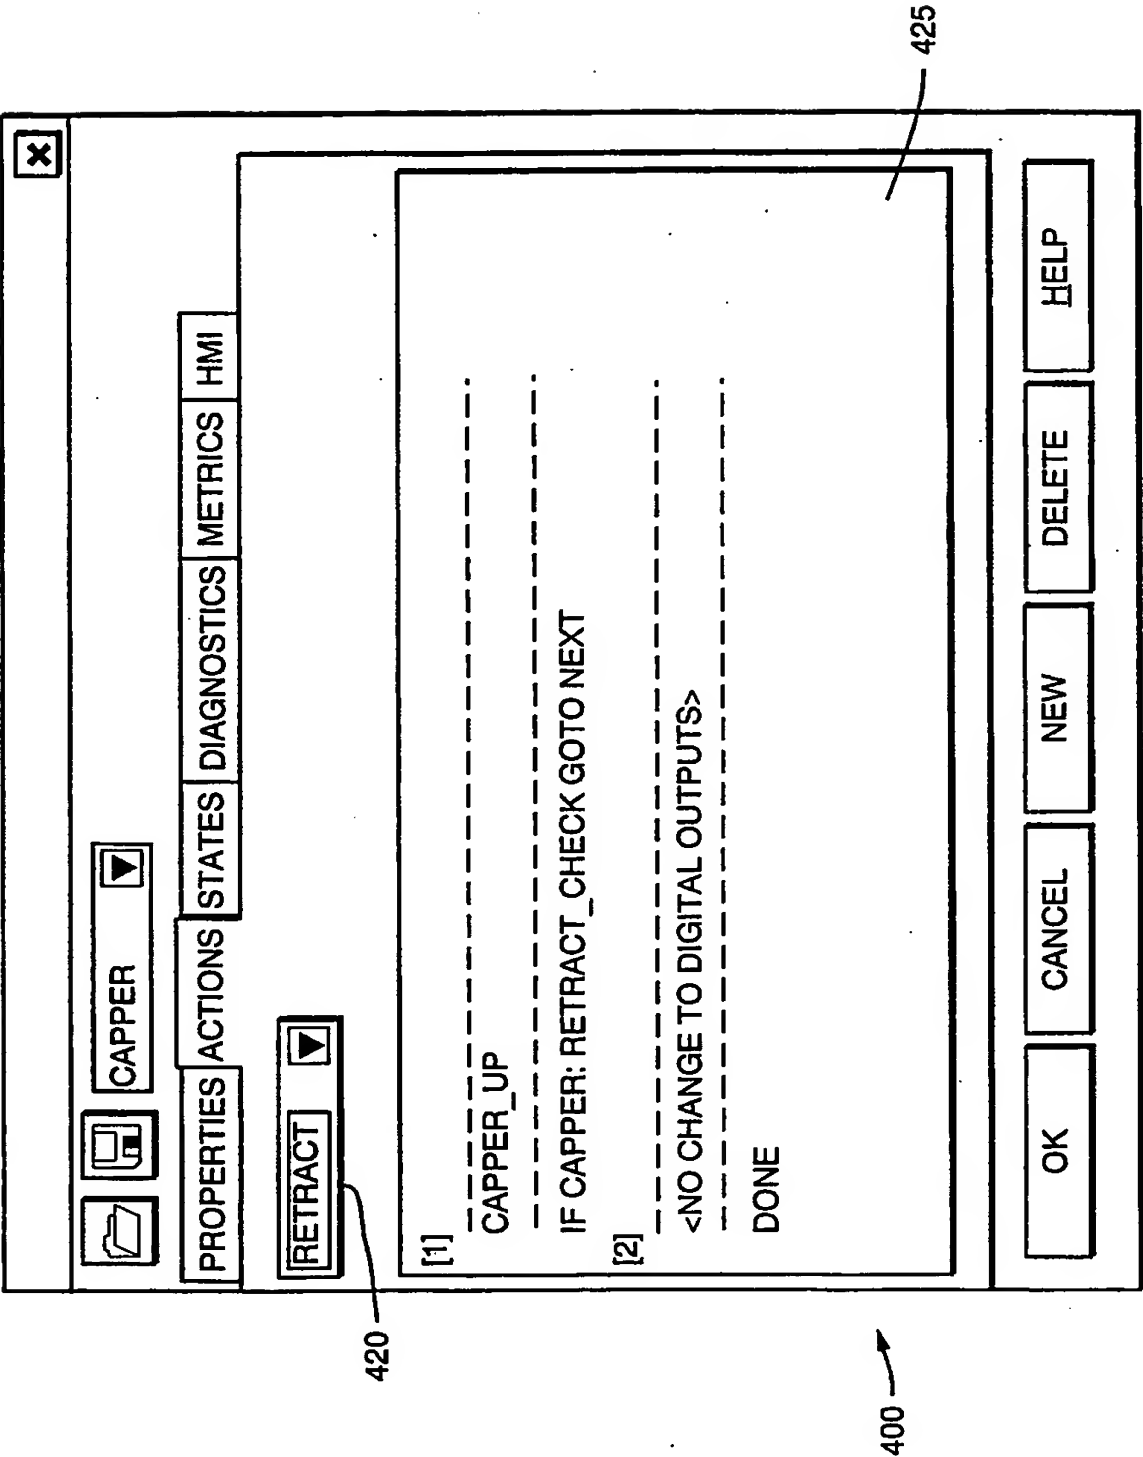 CAPPER
PROPERTIES ACTIONS STATES DIAGNOSTICS METRICS HMI
RETRACT
420
[1]
CAPPER_UP
IF CAPPER: RETRACT_CHECK GOTO NEXT
[2]
<NO CHANGE TO DIGITAL OUTPUTS>
DONE
425
OK CANCEL NEW DELETE HELP
400